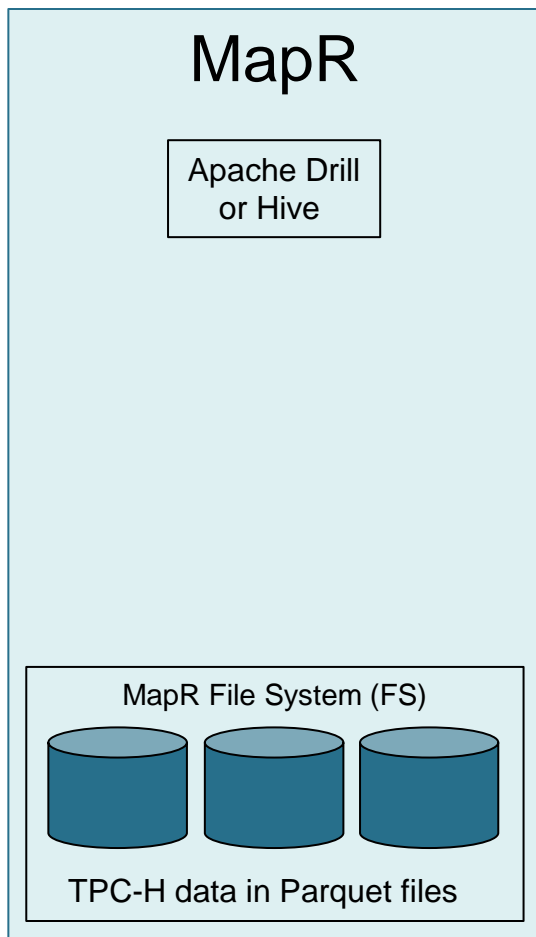 MapR
Apache Drill
or Hive
MapR File System (FS)
TPC-H data in Parquet files